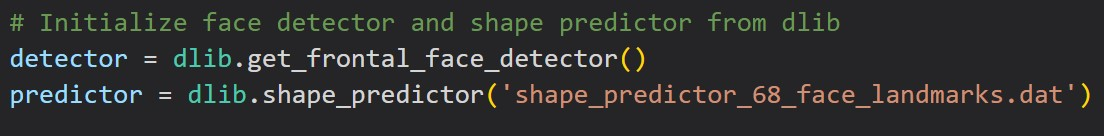 # Initialize face detector and shape predictor from dlib
detector = dlib.get_frontal_face_detector()
predictor = dlib.shape_predictor('shape_predictor_68_face_landmarks.dat')